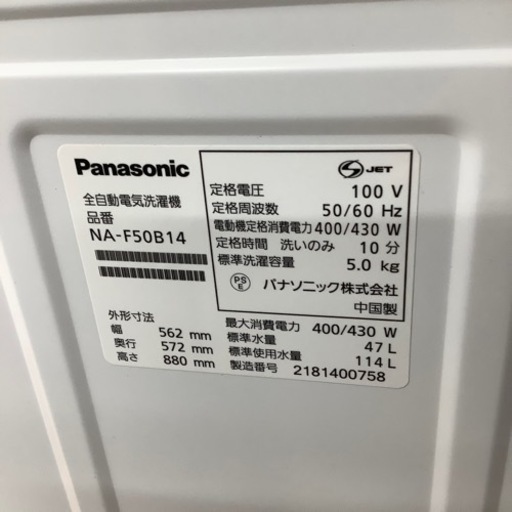 Panasonic
全自動電気洗濯機
品番
NA-F50B14
外形寸法
幅 562 mm
奥行 572 mm
高さ 880 mm
S JET
定格電圧 100 V
定格周波数 50/60 Hz
電動機定格消費電力 400/430 W
定格時間 洗いのみ 10 分
標準洗濯容量 5.0 kg
PS E パナソニック株式会社
中国製
最大消費電力 400/430 W
標準水量 47 L
標準使用水量 114 L
製造番号 2181400758